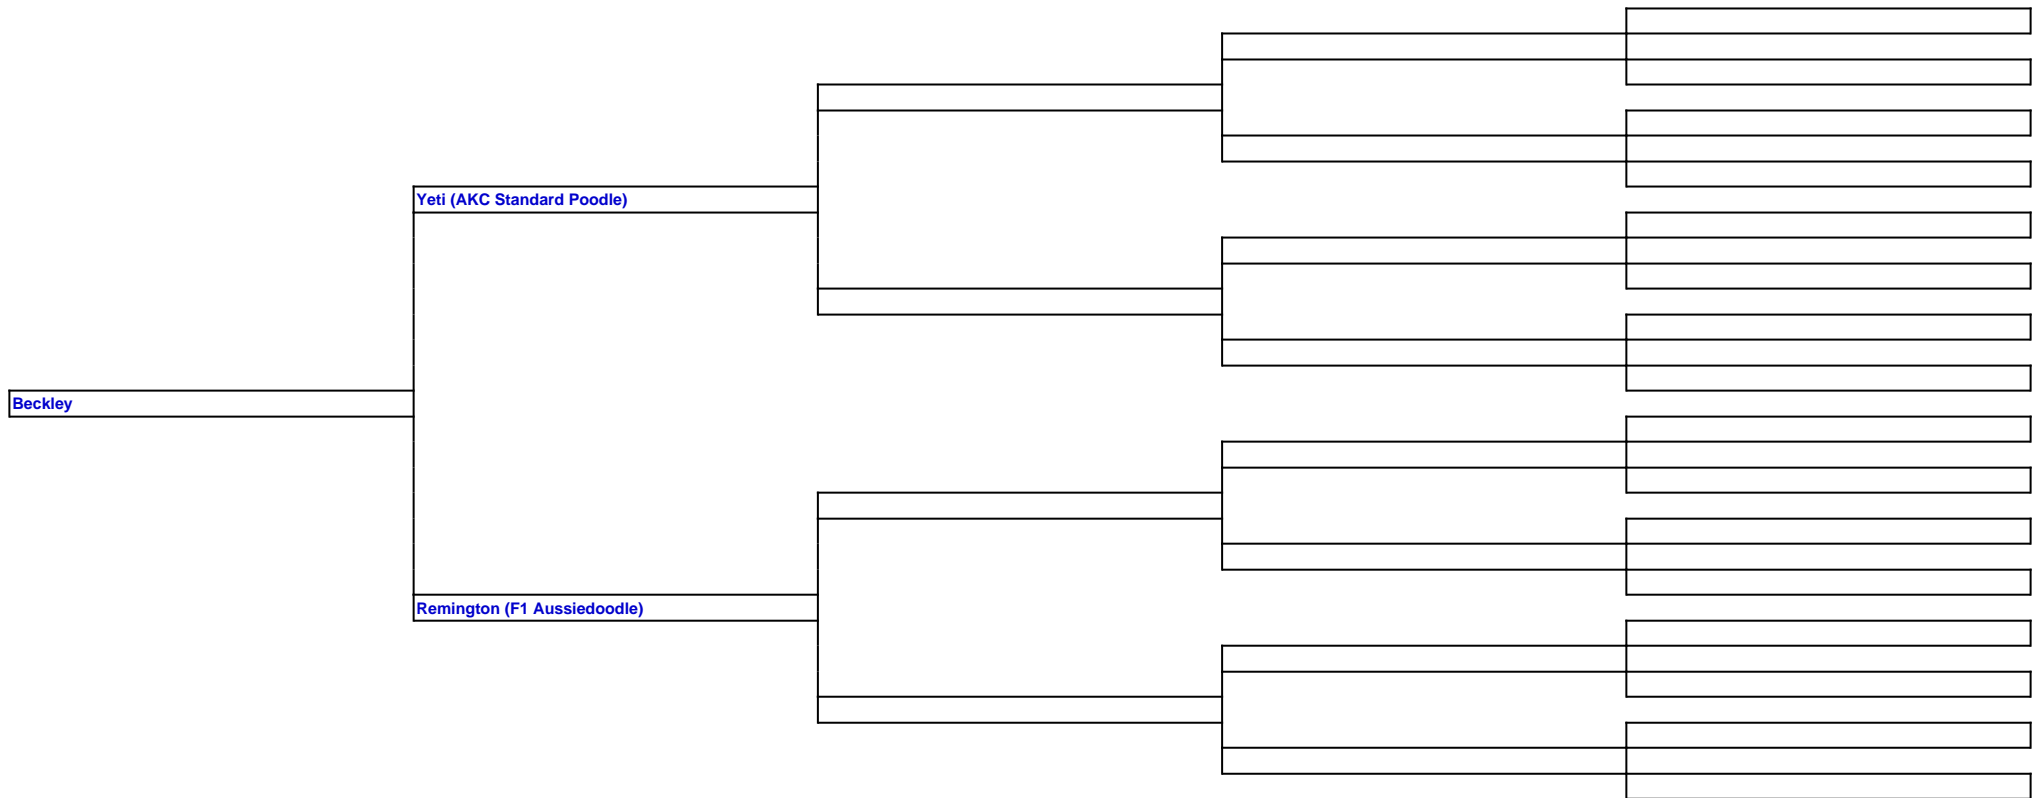 Yeti (AKC Standard Poodle)
Beckley
Remington (F1 Aussiedoodle)